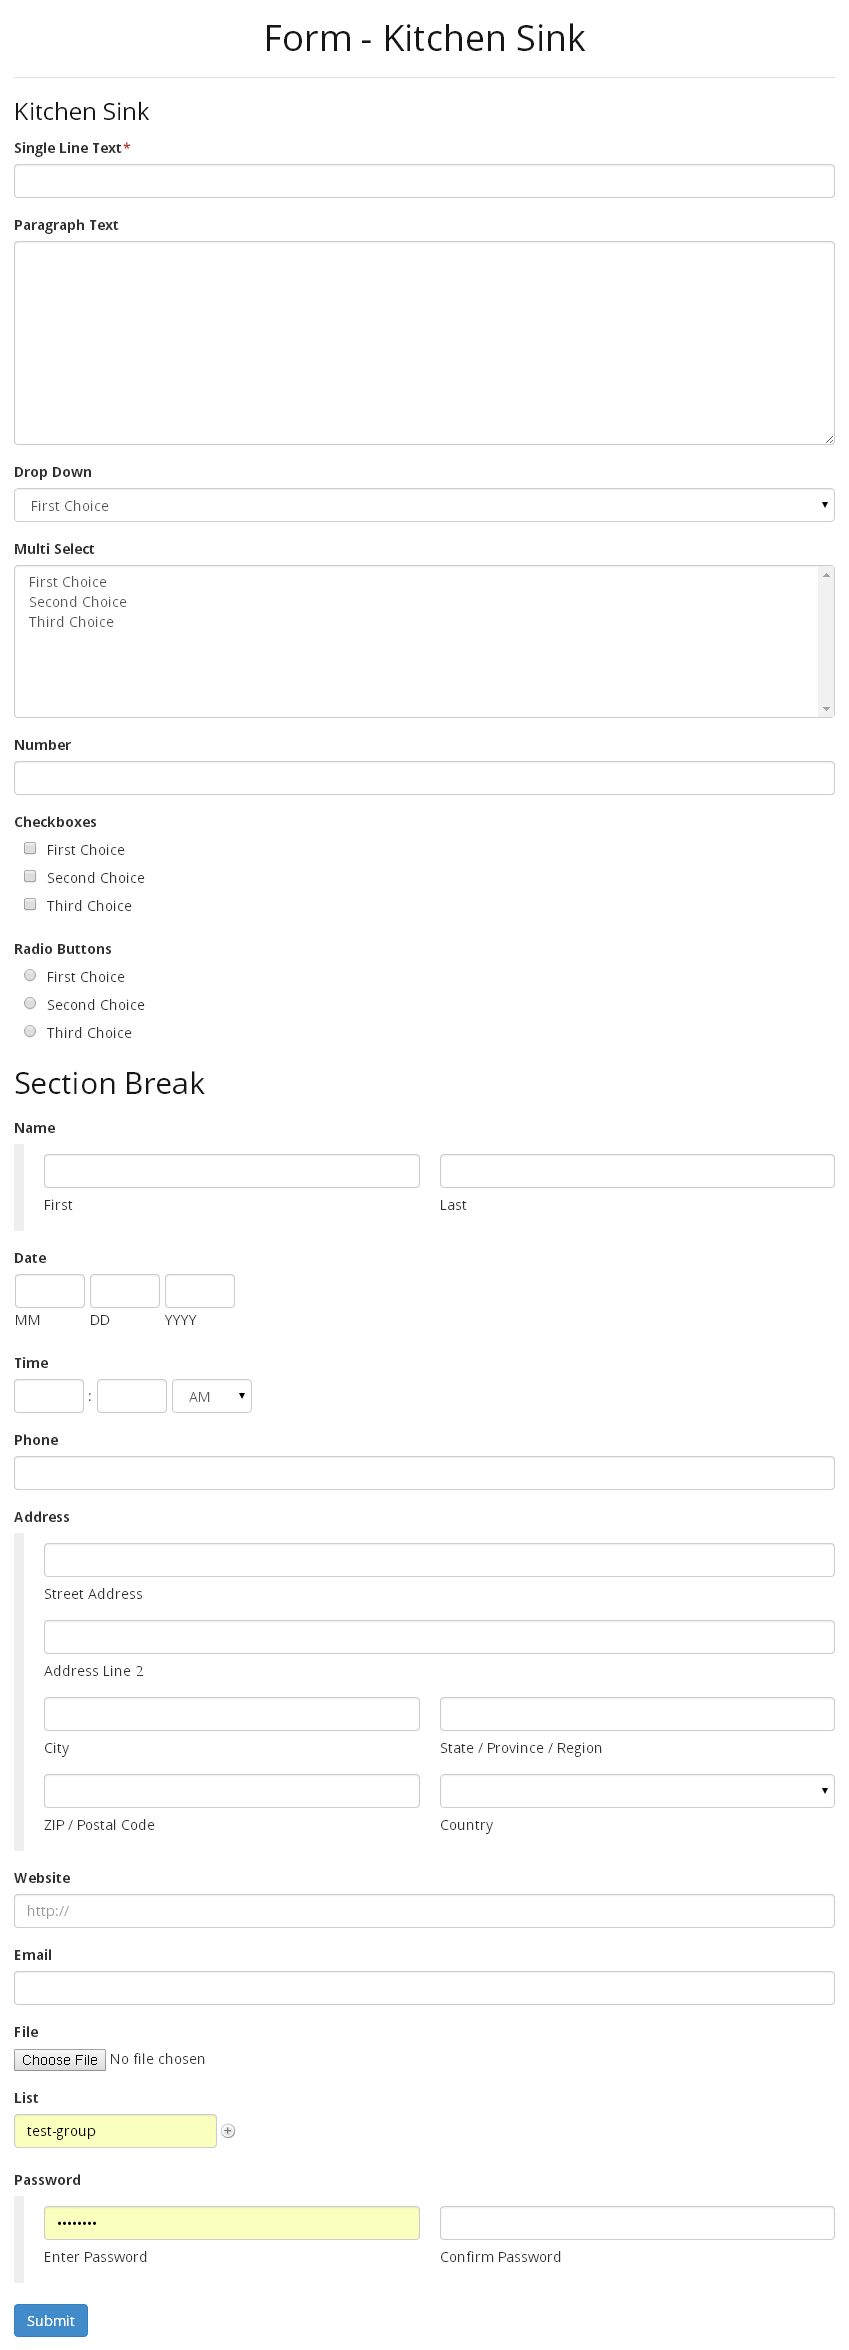 Form - Kitchen Sink
Kitchen Sink
Single Line Text*
Paragraph Text
Drop Down
First Choice
Multi Select
First Choice
Second Choice
Third Choice
Number
Checkboxes
First Choice
Second Choice
Third Choice
Radio Buttons
First Choice
Second Choice
Third Choice
Section Break
Name
First Last
Date
MM DD YYYY
Time
: AM
Phone
Address
Street Address
Address Line 2
City State / Province / Region
ZIP / Postal Code Country
Website
http://
Email
File
Choose File No file chosen
List
test-group
Password
••••••••
Enter Password Confirm Password
Submit